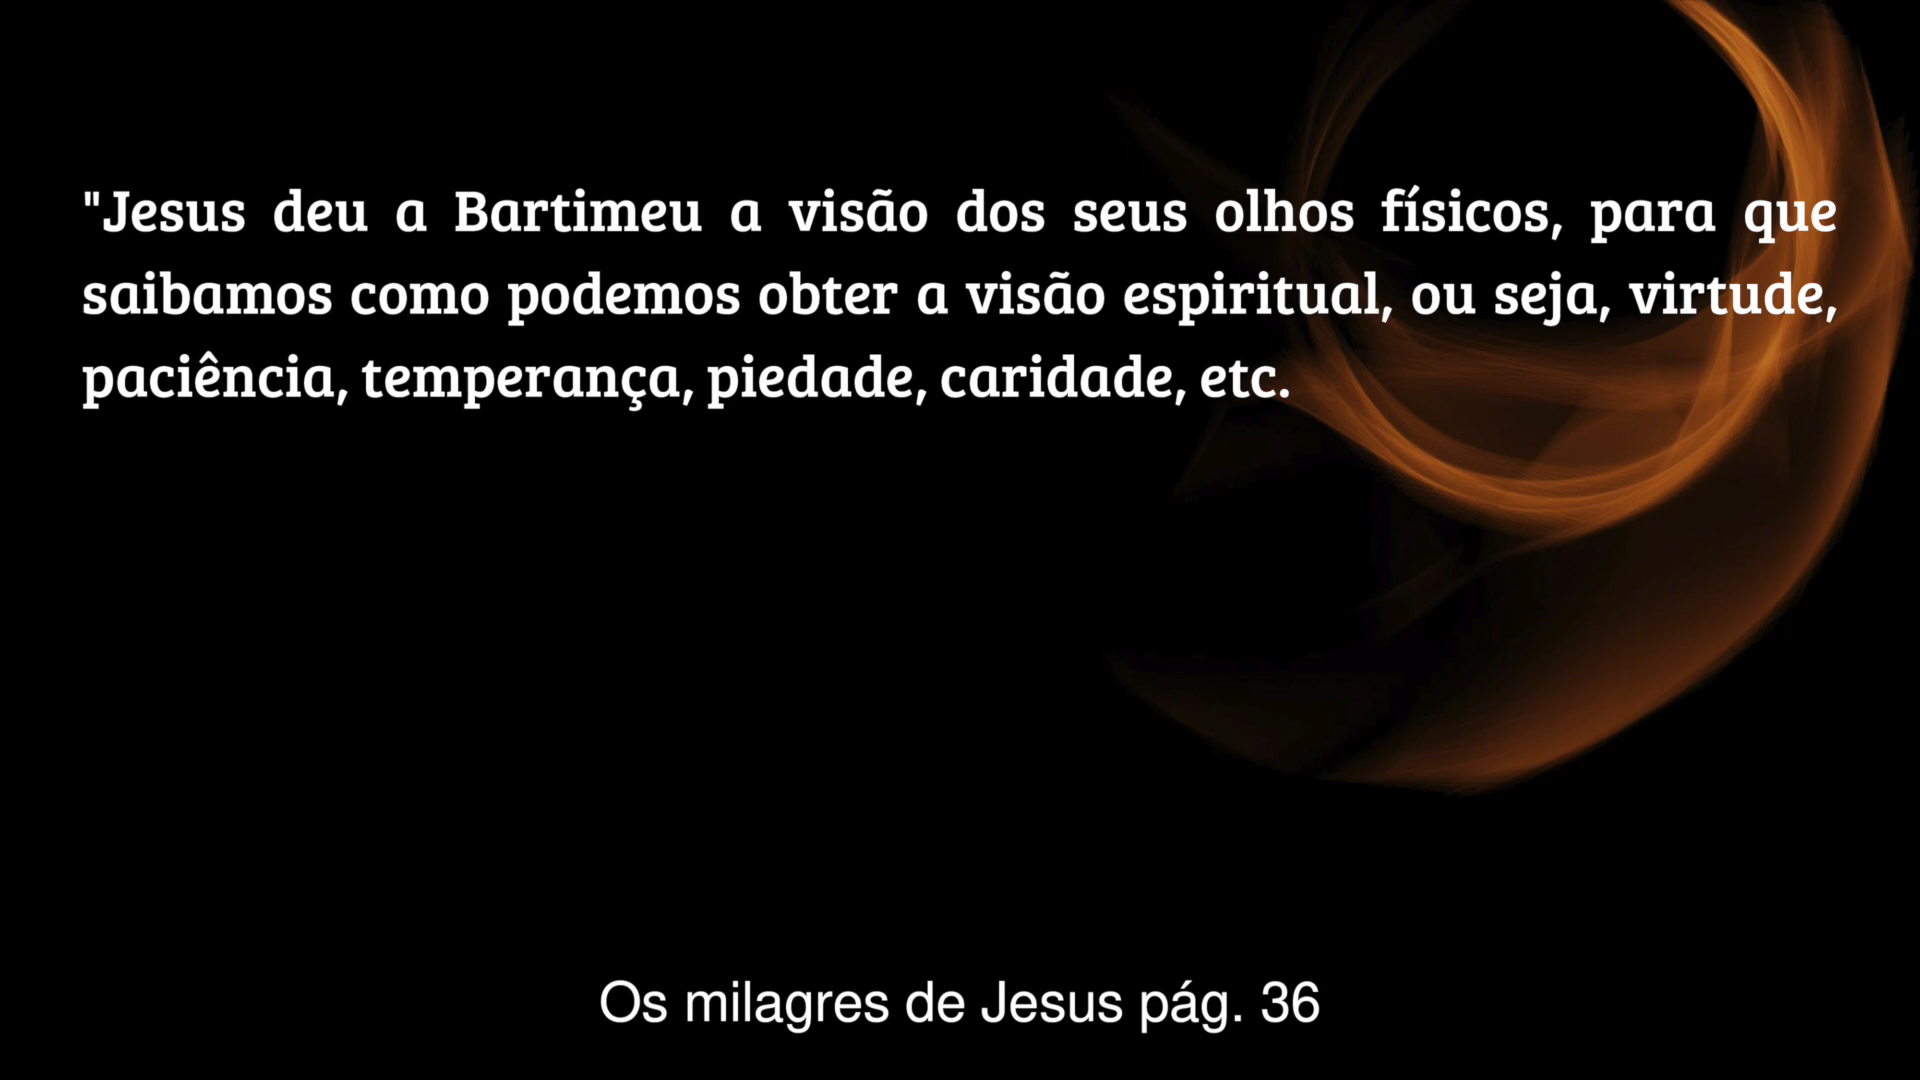 "Jesus deu a Bartimeu a visão dos seus olhos físicos, para que
saibamos como podemos obter a visão espiritual, ou seja, virtude,
paciência, temperança, piedade, caridade, etc.
Os milagres de Jesus pág. 36